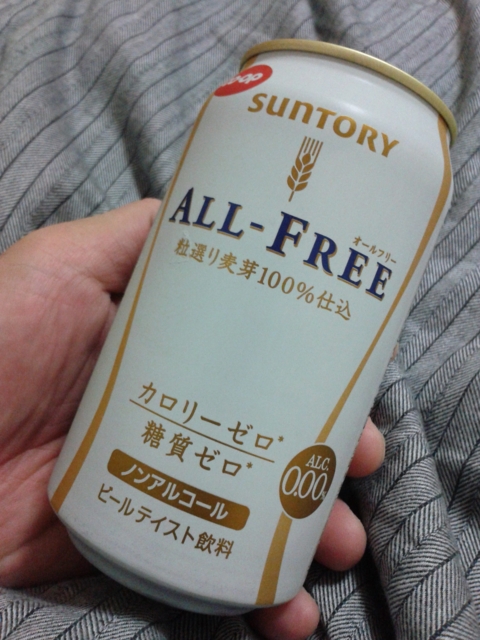 co-op
SUNTORY
ALL-FREE
オールフリー
粒選り麦芽100%仕込
カロリーゼロ*
糖質ゼロ*
ALC.
0.00%
ノンアルコール
ビールテイスト飲料